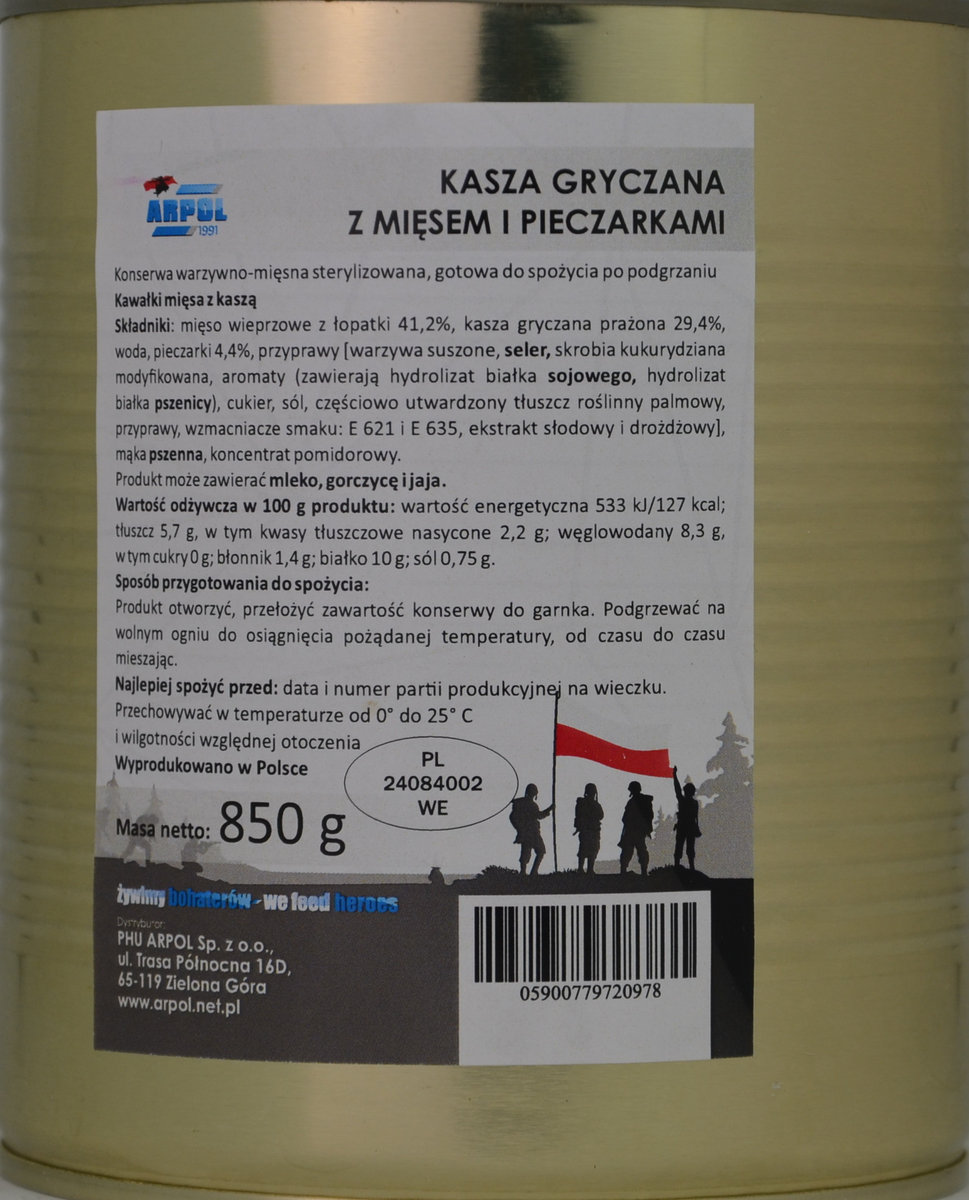 ARPOL
1991
KASZA GRYCZANA
Z MIĘSEM I PIECZARKAMI
Konserwa warzywno-mięsna sterylizowana, gotowa do spożycia po podgrzaniu
Kawałki mięsa z kaszą
Składniki: mięso wieprzowe z łopatki 41,2%, kasza gryczana prażona 29,4%,
woda, pieczarki 4,4%, przyprawy [warzywa suszone, seler, skrobia kukurydziana
modyfikowana, aromaty (zawierają hydrolizat białka sojowego, hydrolizat
białka pszenicy), cukier, sól, częściowo utwardzony tłuszcz roślinny palmowy,
przyprawy, wzmacniacze smaku: E 621 i E 635, ekstrakt słodowy i drożdżowy],
mąka pszenna, koncentrat pomidorowy.
Produkt może zawierać mleko, gorczycę i jaja.
Wartość odżywcza w 100 g produktu: wartość energetyczna 533 kJ/127 kcal;
tłuszcz 5,7 g, w tym kwasy tłuszczowe nasycone 2,2 g; węglowodany 8,3 g,
w tym cukry 0 g; błonnik 1,4 g; białko 10 g; sól 0,75 g.
Sposób przygotowania do spożycia:
Produkt otworzyć, przełożyć zawartość konserwy do garnka. Podgrzewać na
wolnym ogniu do osiągnięcia pożądanej temperatury, od czasu do czasu
mieszając.
Najlepiej spożyć przed: data i numer partii produkcyjnej na wieczku.
Przechowywać w temperaturze od 0° do 25° C
i wilgotności względnej otoczenia
Wyprodukowano w Polsce
PL
24084002
WE
Masa netto: 850 g
żywimy bohaterów - we feed heroes
Dystrybutor:
PHU ARPOL Sp. z o.o.,
ul. Trasa Północna 16D,
65-119 Zielona Góra
www.arpol.net.pl
05900779720978